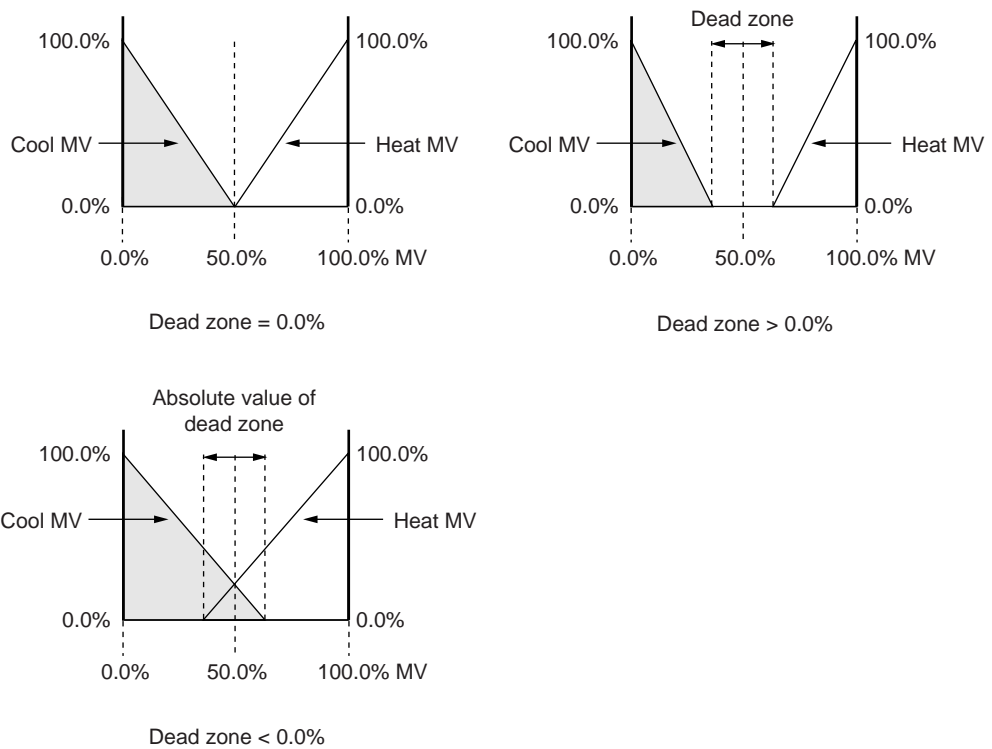 100.0%
100.0%
Cool MV
Heat MV
0.0%
0.0%
0.0%
50.0%
100.0% MV
Dead zone = 0.0%
Dead zone
100.0%
100.0%
Cool MV
Heat MV
0.0%
0.0%
0.0%
50.0%
100.0% MV
Dead zone > 0.0%
Absolute value of
dead zone
100.0%
100.0%
Cool MV
Heat MV
0.0%
0.0%
0.0%
50.0%
100.0% MV
Dead zone < 0.0%